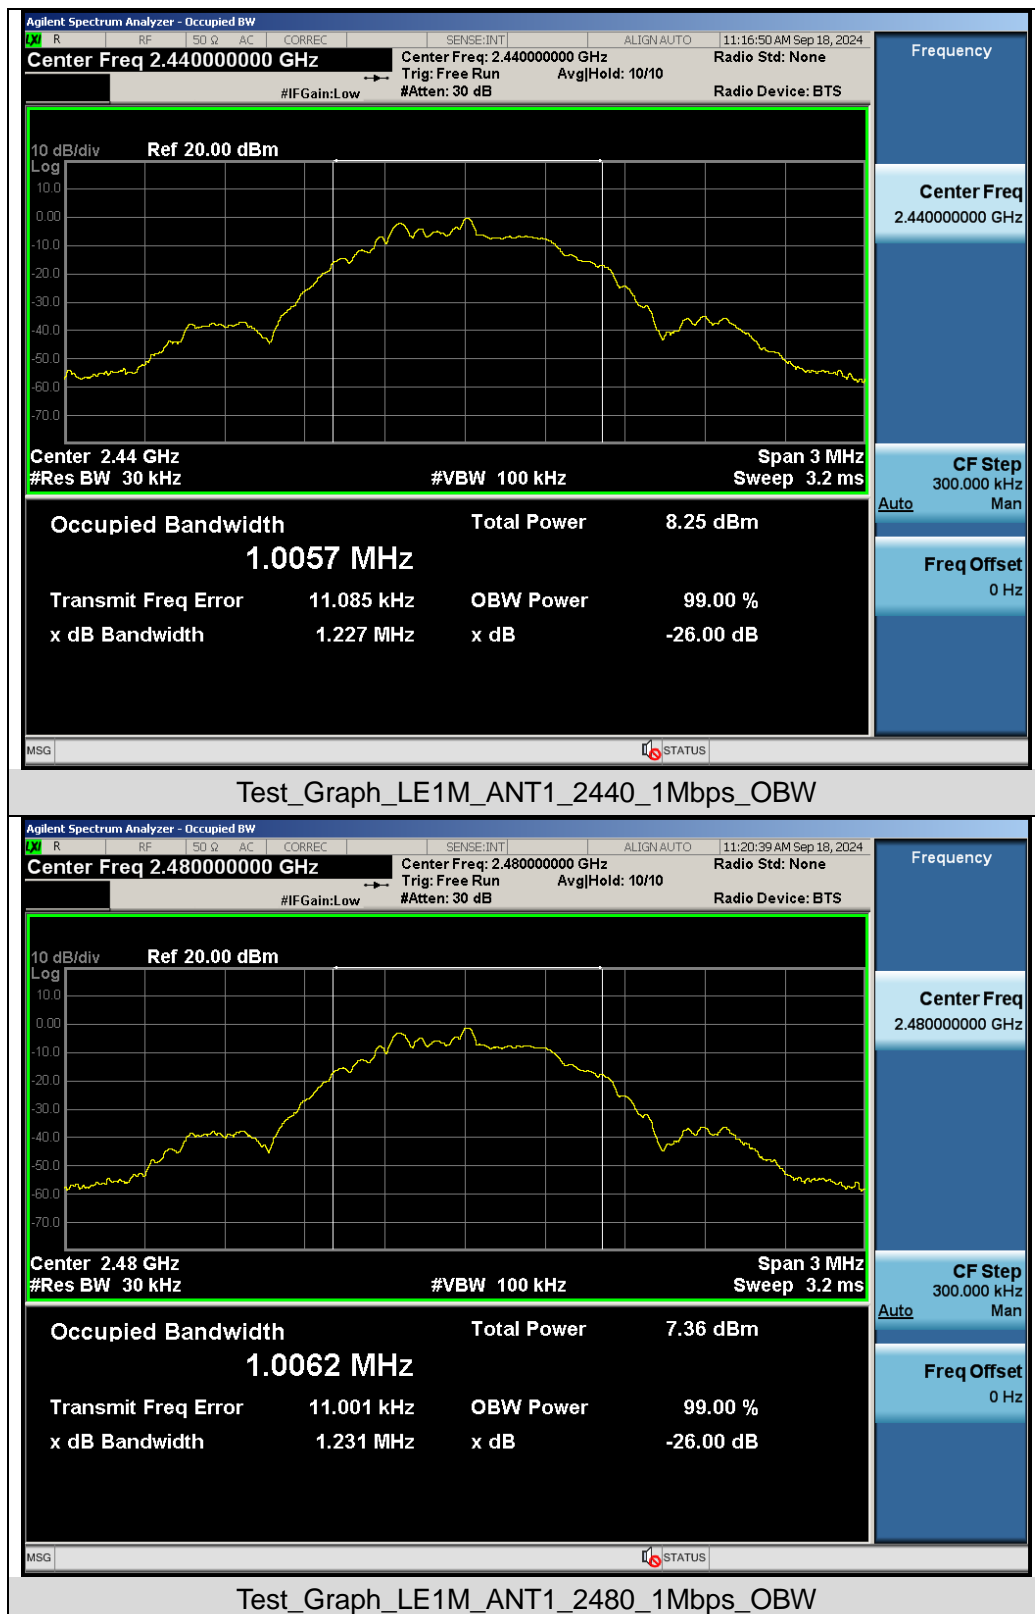 Agilent Spectrum Analyzer - Occupied BW
LXI R RF 50 Ω AC CORREC SENSE:INT ALIGN AUTO 11:16:50 AM Sep 18, 2024
Center Freq 2.440000000 GHz Center Freq: 2.440000000 GHz Radio Std: None
Trig: Free Run Avg|Hold: 10/10
#IFGain:Low #Atten: 30 dB Radio Device: BTS
Frequency
10 dB/div Ref 20.00 dBm
Log
10.0
0.00
-10.0
-20.0
-30.0
-40.0
-50.0
-60.0
-70.0
Center 2.44 GHz Span 3 MHz
#Res BW 30 kHz #VBW 100 kHz Sweep 3.2 ms
Center Freq
2.440000000 GHz
CF Step
300.000 kHz
Auto Man
Freq Offset
0 Hz
Occupied Bandwidth Total Power 8.25 dBm
1.0057 MHz
Transmit Freq Error 11.085 kHz OBW Power 99.00 %
x dB Bandwidth 1.227 MHz x dB -26.00 dB
MSG STATUS
Test_Graph_LE1M_ANT1_2440_1Mbps_OBW
Agilent Spectrum Analyzer - Occupied BW
LXI R RF 50 Ω AC CORREC SENSE:INT ALIGN AUTO 11:20:39 AM Sep 18, 2024
Center Freq 2.480000000 GHz Center Freq: 2.480000000 GHz Radio Std: None
Trig: Free Run Avg|Hold: 10/10
#IFGain:Low #Atten: 30 dB Radio Device: BTS
Frequency
10 dB/div Ref 20.00 dBm
Log
10.0
0.00
-10.0
-20.0
-30.0
-40.0
-50.0
-60.0
-70.0
Center 2.48 GHz Span 3 MHz
#Res BW 30 kHz #VBW 100 kHz Sweep 3.2 ms
Center Freq
2.480000000 GHz
CF Step
300.000 kHz
Auto Man
Freq Offset
0 Hz
Occupied Bandwidth Total Power 7.36 dBm
1.0062 MHz
Transmit Freq Error 11.001 kHz OBW Power 99.00 %
x dB Bandwidth 1.231 MHz x dB -26.00 dB
MSG STATUS
Test_Graph_LE1M_ANT1_2480_1Mbps_OBW